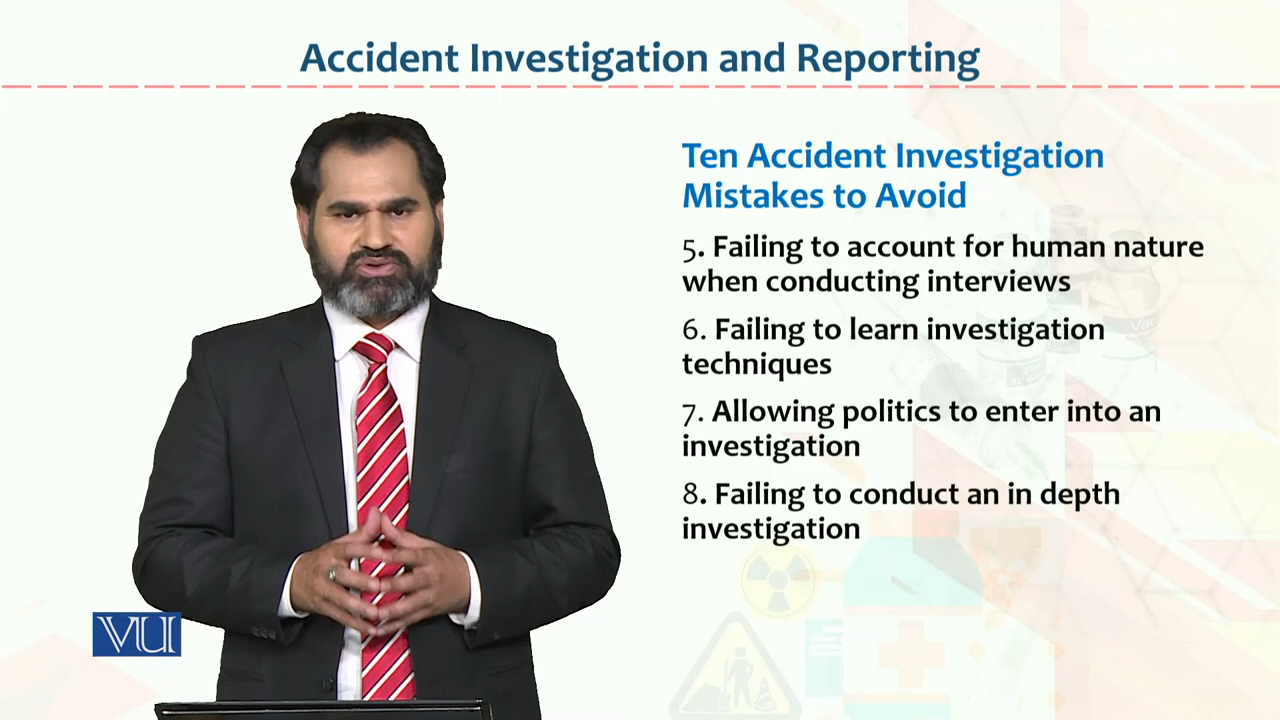 Accident Investigation and Reporting
Ten Accident Investigation
Mistakes to Avoid
5. Failing to account for human nature
when conducting interviews
6. Failing to learn investigation
techniques
7. Allowing politics to enter into an
investigation
8. Failing to conduct an in depth
investigation
VU